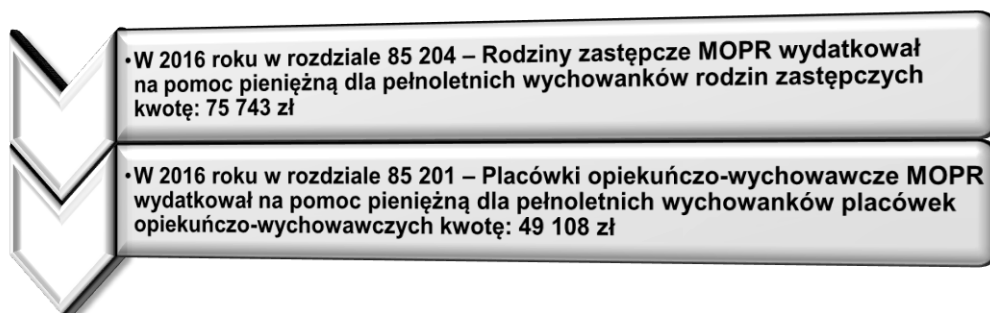 •W 2016 roku w rozdziale 85 204 – Rodziny zastępcze MOPR wydatkował
na pomoc pieniężną dla pełnoletnich wychowanków rodzin zastępczych
kwotę: 75 743 zł
•W 2016 roku w rozdziale 85 201 – Placówki opiekuńczo-wychowawcze MOPR
wydatkował na pomoc pieniężną dla pełnoletnich wychowanków placówek
opiekuńczo-wychowawczych kwotę: 49 108 zł